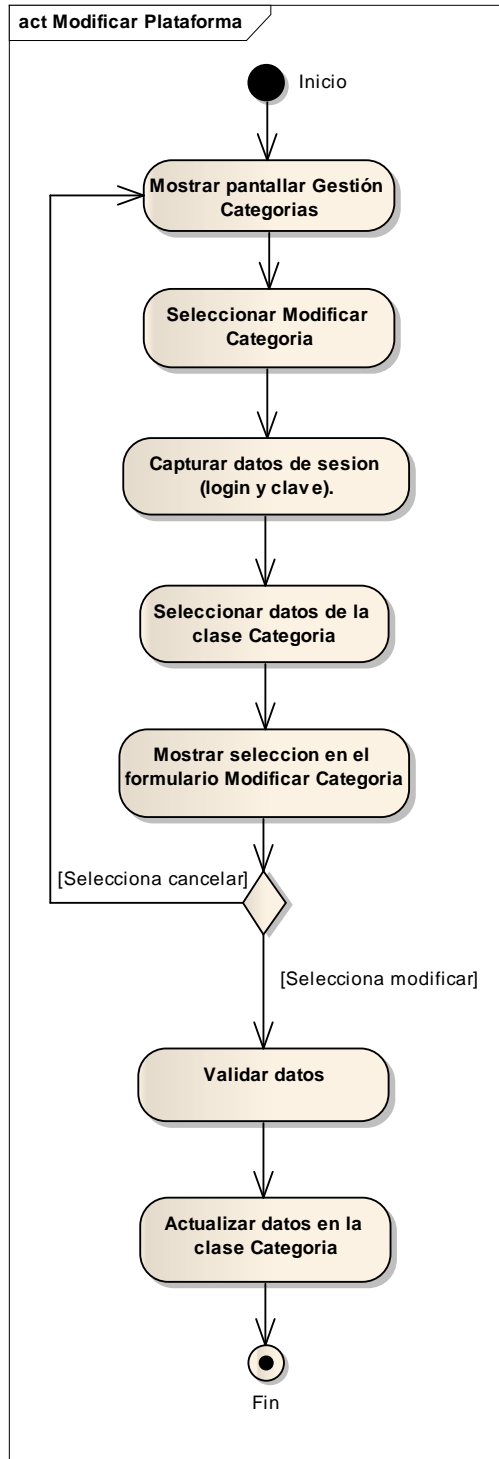 act Modificar Plataforma
Inicio
Mostrar pantallar Gestión
Categorias
Seleccionar Modificar
Categoria
Capturar datos de sesion
(login y clave).
Seleccionar datos de la
clase Categoria
Mostrar seleccion en el
formulario Modificar Categoria
[Selecciona cancelar]
[Selecciona modificar]
Validar datos
Actualizar datos en la
clase Categoria
Fin